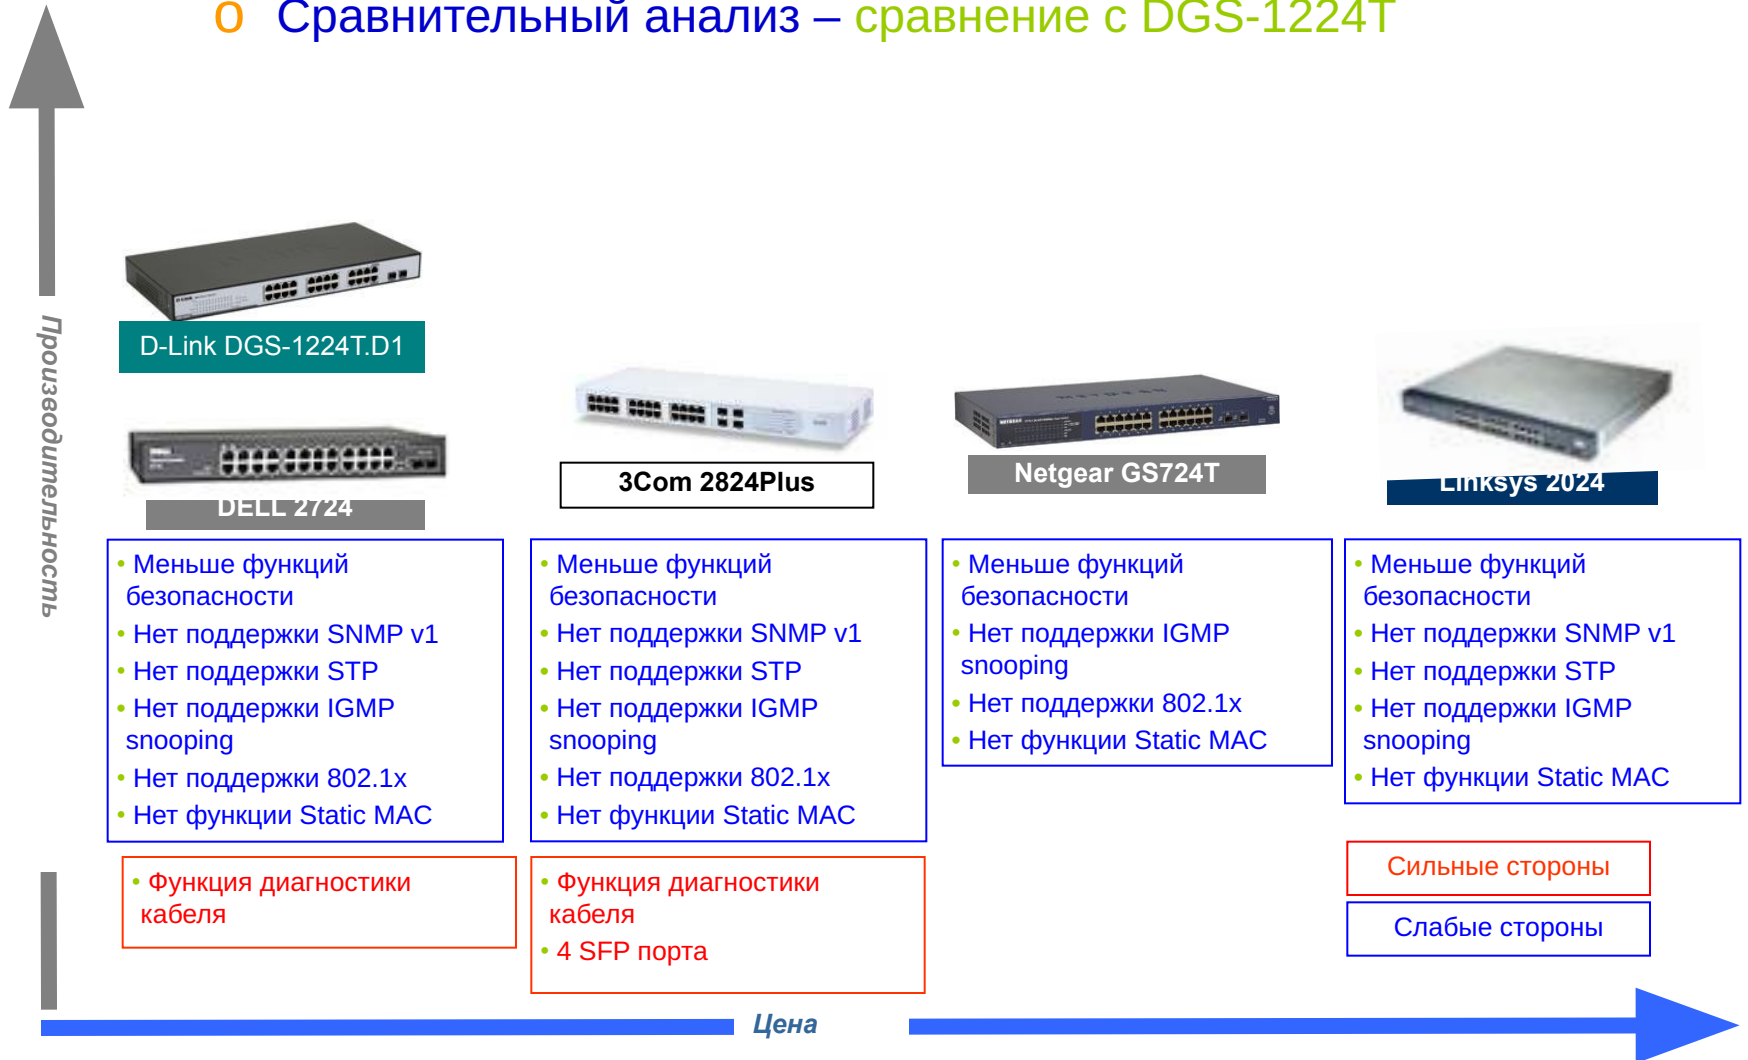 o Сравнительный анализ – сравнение с DGS-1224T
Производительность
D-Link DGS-1224T.D1
DELL 2724
3Com 2824Plus
NETGEAR
Netgear GS724T
Linksys 2024
• Меньше функций
безопасности
• Нет поддержки SNMP v1
• Нет поддержки STP
• Нет поддержки IGMP
snooping
• Нет поддержки 802.1x
• Нет функции Static MAC
• Меньше функций
безопасности
• Нет поддержки SNMP v1
• Нет поддержки STP
• Нет поддержки IGMP
snooping
• Нет поддержки 802.1x
• Нет функции Static MAC
• Меньше функций
безопасности
• Нет поддержки IGMP
snooping
• Нет поддержки 802.1x
• Нет функции Static MAC
• Меньше функций
безопасности
• Нет поддержки SNMP v1
• Нет поддержки STP
• Нет поддержки IGMP
snooping
• Нет функции Static MAC
• Функция диагностики
кабеля
• Функция диагностики
кабеля
• 4 SFP порта
Сильные стороны
Слабые стороны
Цена